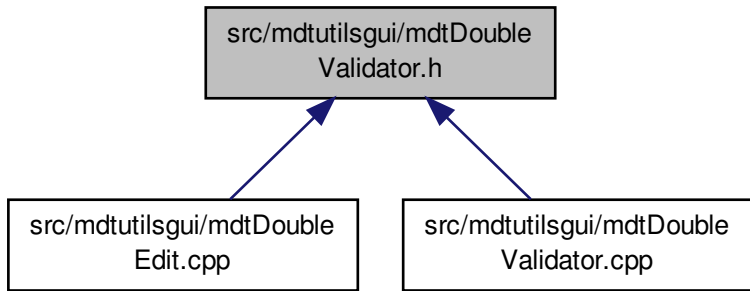 src/mdtutilsgui/mdtDouble
Validator.h
src/mdtutilsgui/mdtDouble
Edit.cpp
src/mdtutilsgui/mdtDouble
Validator.cpp